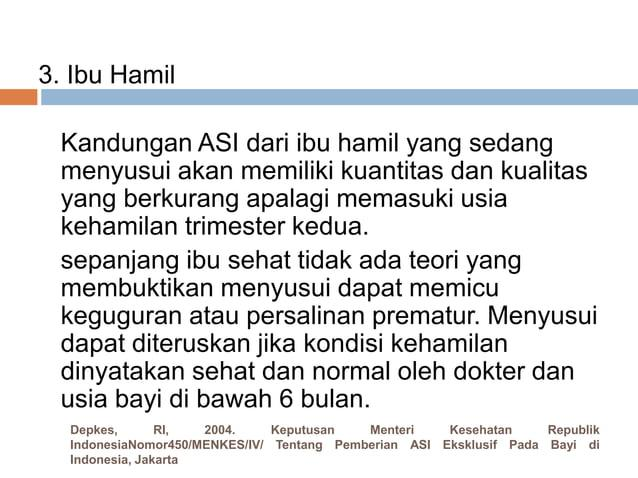 3. Ibu Hamil
Kandungan ASI dari ibu hamil yang sedang
menyusui akan memiliki kuantitas dan kualitas
yang berkurang apalagi memasuki usia
kehamilan trimester kedua.
sepanjang ibu sehat tidak ada teori yang
membuktikan menyusui dapat memicu
keguguran atau persalinan prematur. Menyusui
dapat diteruskan jika kondisi kehamilan
dinyatakan sehat dan normal oleh dokter dan
usia bayi di bawah 6 bulan.
Depkes, RI, 2004. Keputusan Menteri Kesehatan Republik
IndonesiaNomor450/MENKES/IV/ Tentang Pemberian ASI Eksklusif Pada Bayi di
Indonesia, Jakarta